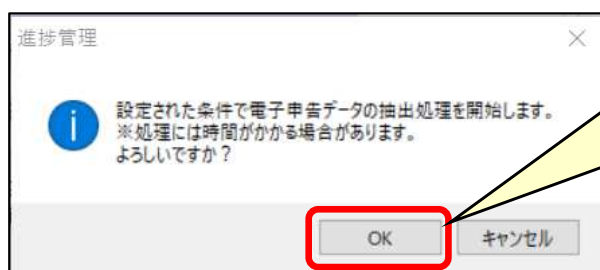 進捗管理
設定された条件で電子申告データの抽出処理を開始します。
※処理には時間がかかる場合があります。
よろしいですか？
OK
キャンセル